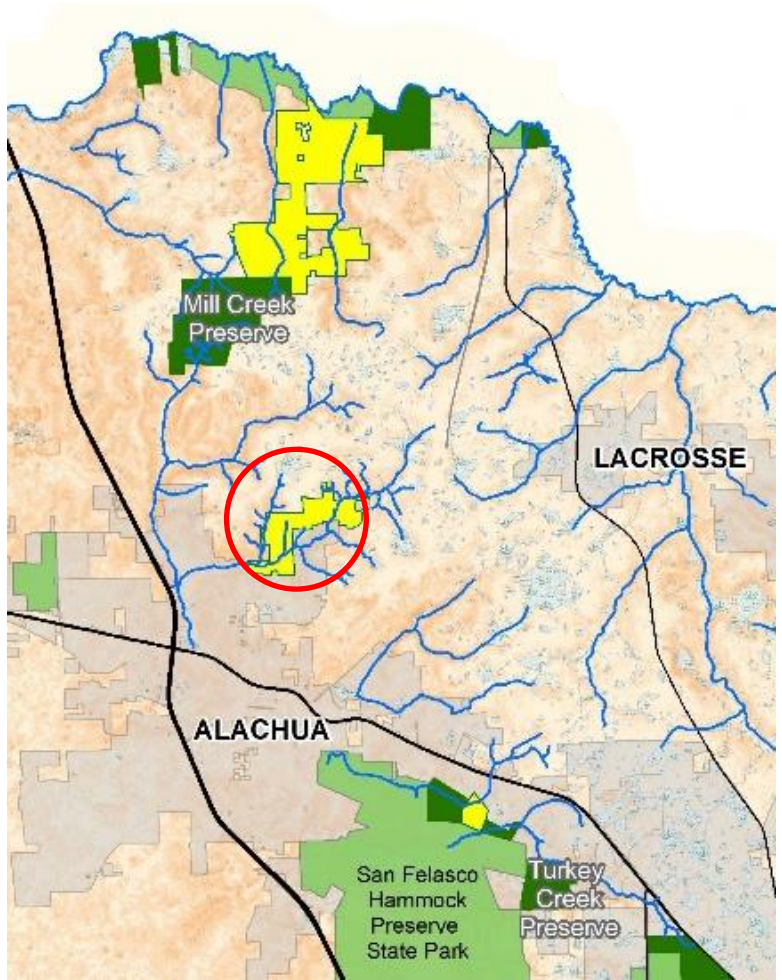 Mill Creek
Preserve
LACROSSE
ALACHUA
San Felasco
Hammock
Preserve
State Park
Turkey
Creek
Preserve